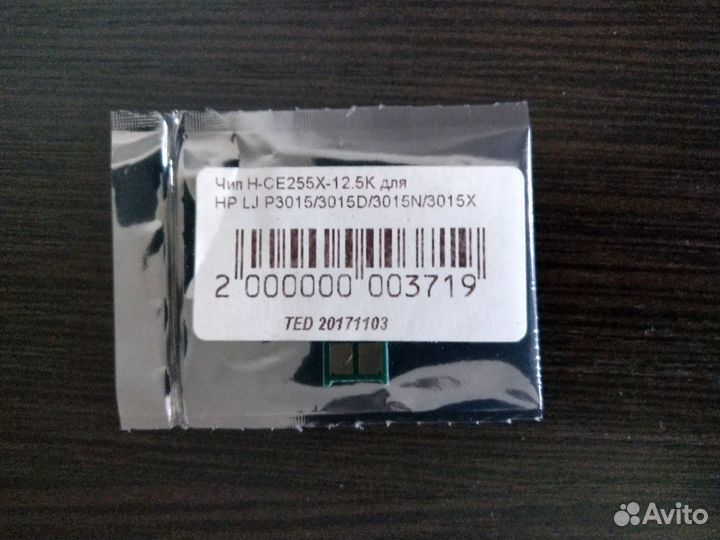 Чип H-CE255X-12.5K для
HP LJ P3015/3015D/3015N/3015X
2 000000 003719
TED 20171103
Avito